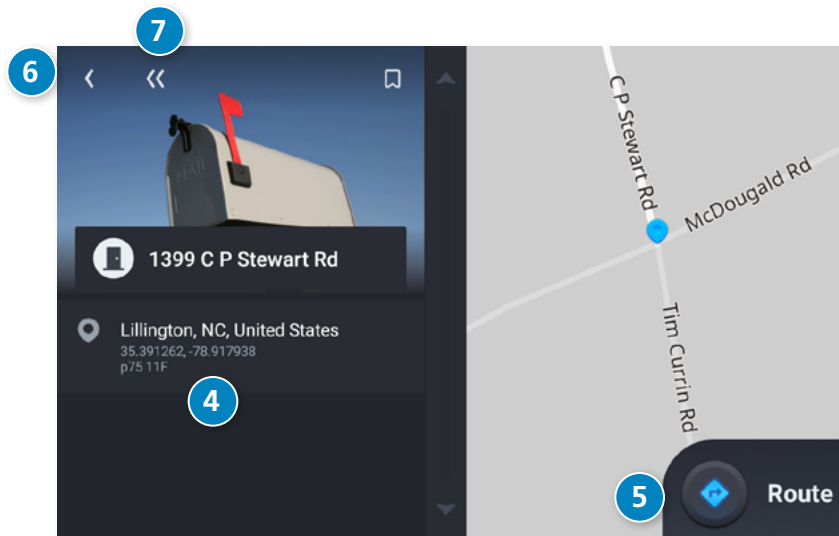 7
6
MAIL
1399 C P Stewart Rd
Lillington, NC, United States
35.391262, -78.917938
p75 11F
4
C P Stewart Rd
McDougald Rd
Tim Currin Rd
5
Route